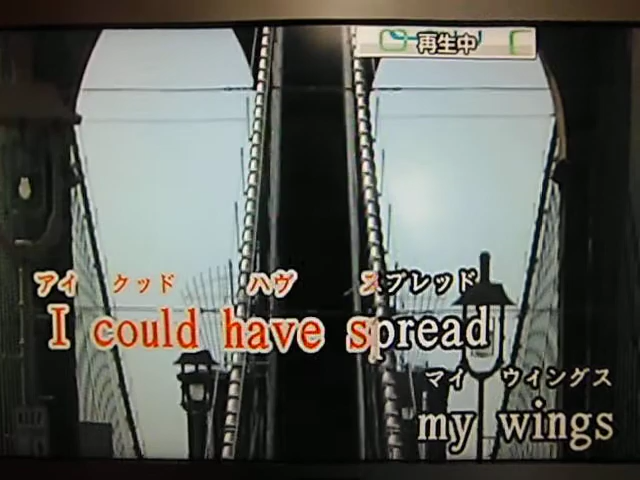 再生中
アイ クッド ハヴ スプレッド
I could have spread
マイ ウイングス
my wings